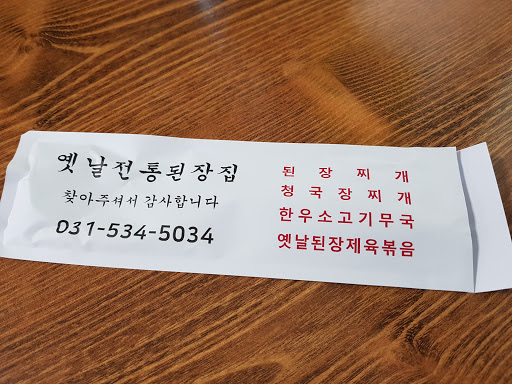 옛날전통된장집
찾아주셔서 감사합니다
031-534-5034
된장찌개
청국장찌개
한우소고기무국
옛날된장제육볶음